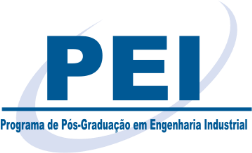 PEI
Programa de Pós-Graduação em Engenharia Industrial